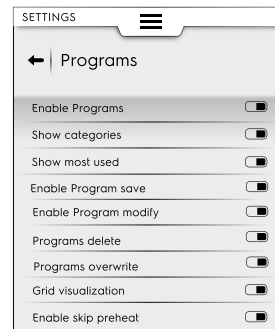 SETTINGS
Programs
Enable Programs
Show categories
Show most used
Enable Program save
Enable Program modify
Programs delete
Programs overwrite
Grid visualization
Enable skip preheat